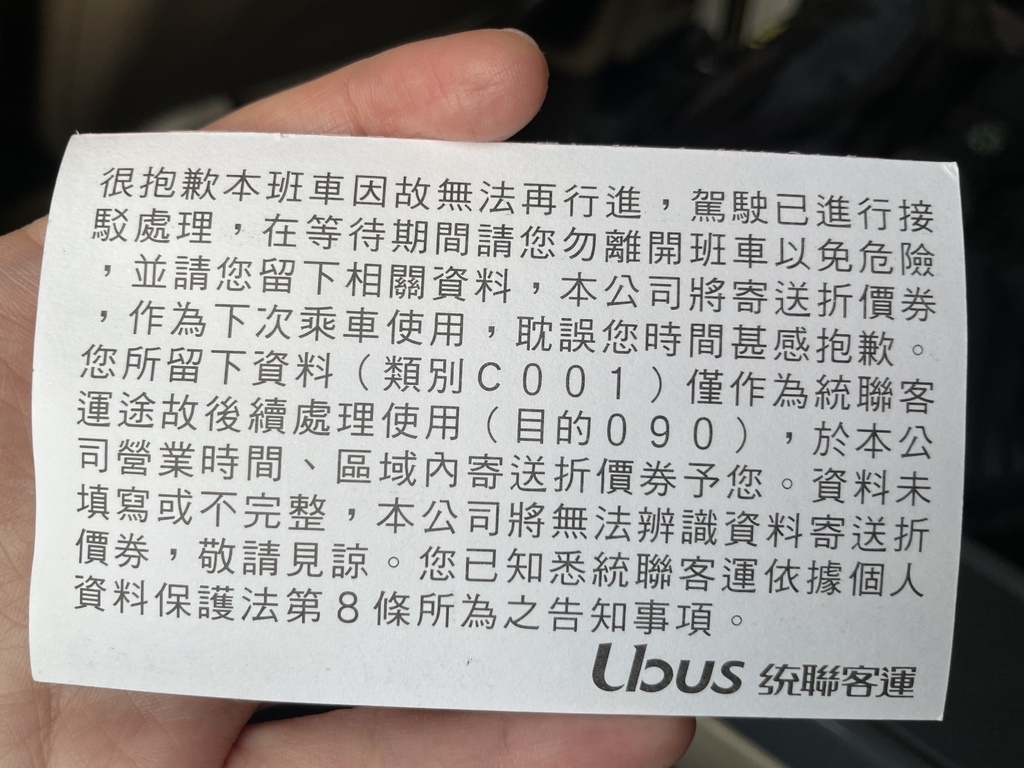 很抱歉本班車因故無法再行進，駕駛已進行接
駁處理，在等待期間請您勿離開班車以免危險
，並請您留下相關資料，本公司將寄送折價券
，作為下次乘車使用，耽誤您時間甚感抱歉。
您所留下資料（類別C001）僅作為統聯客
運途故後續處理使用（目的090），於本公
司營業時間、區域內寄送折價券予您。資料未
填寫或不完整，本公司將無法辨識資料寄送折
價券，敬請見諒。您已知悉統聯客運依據個人
資料保護法第8條所為之告知事項。
Ubus 統聯客運